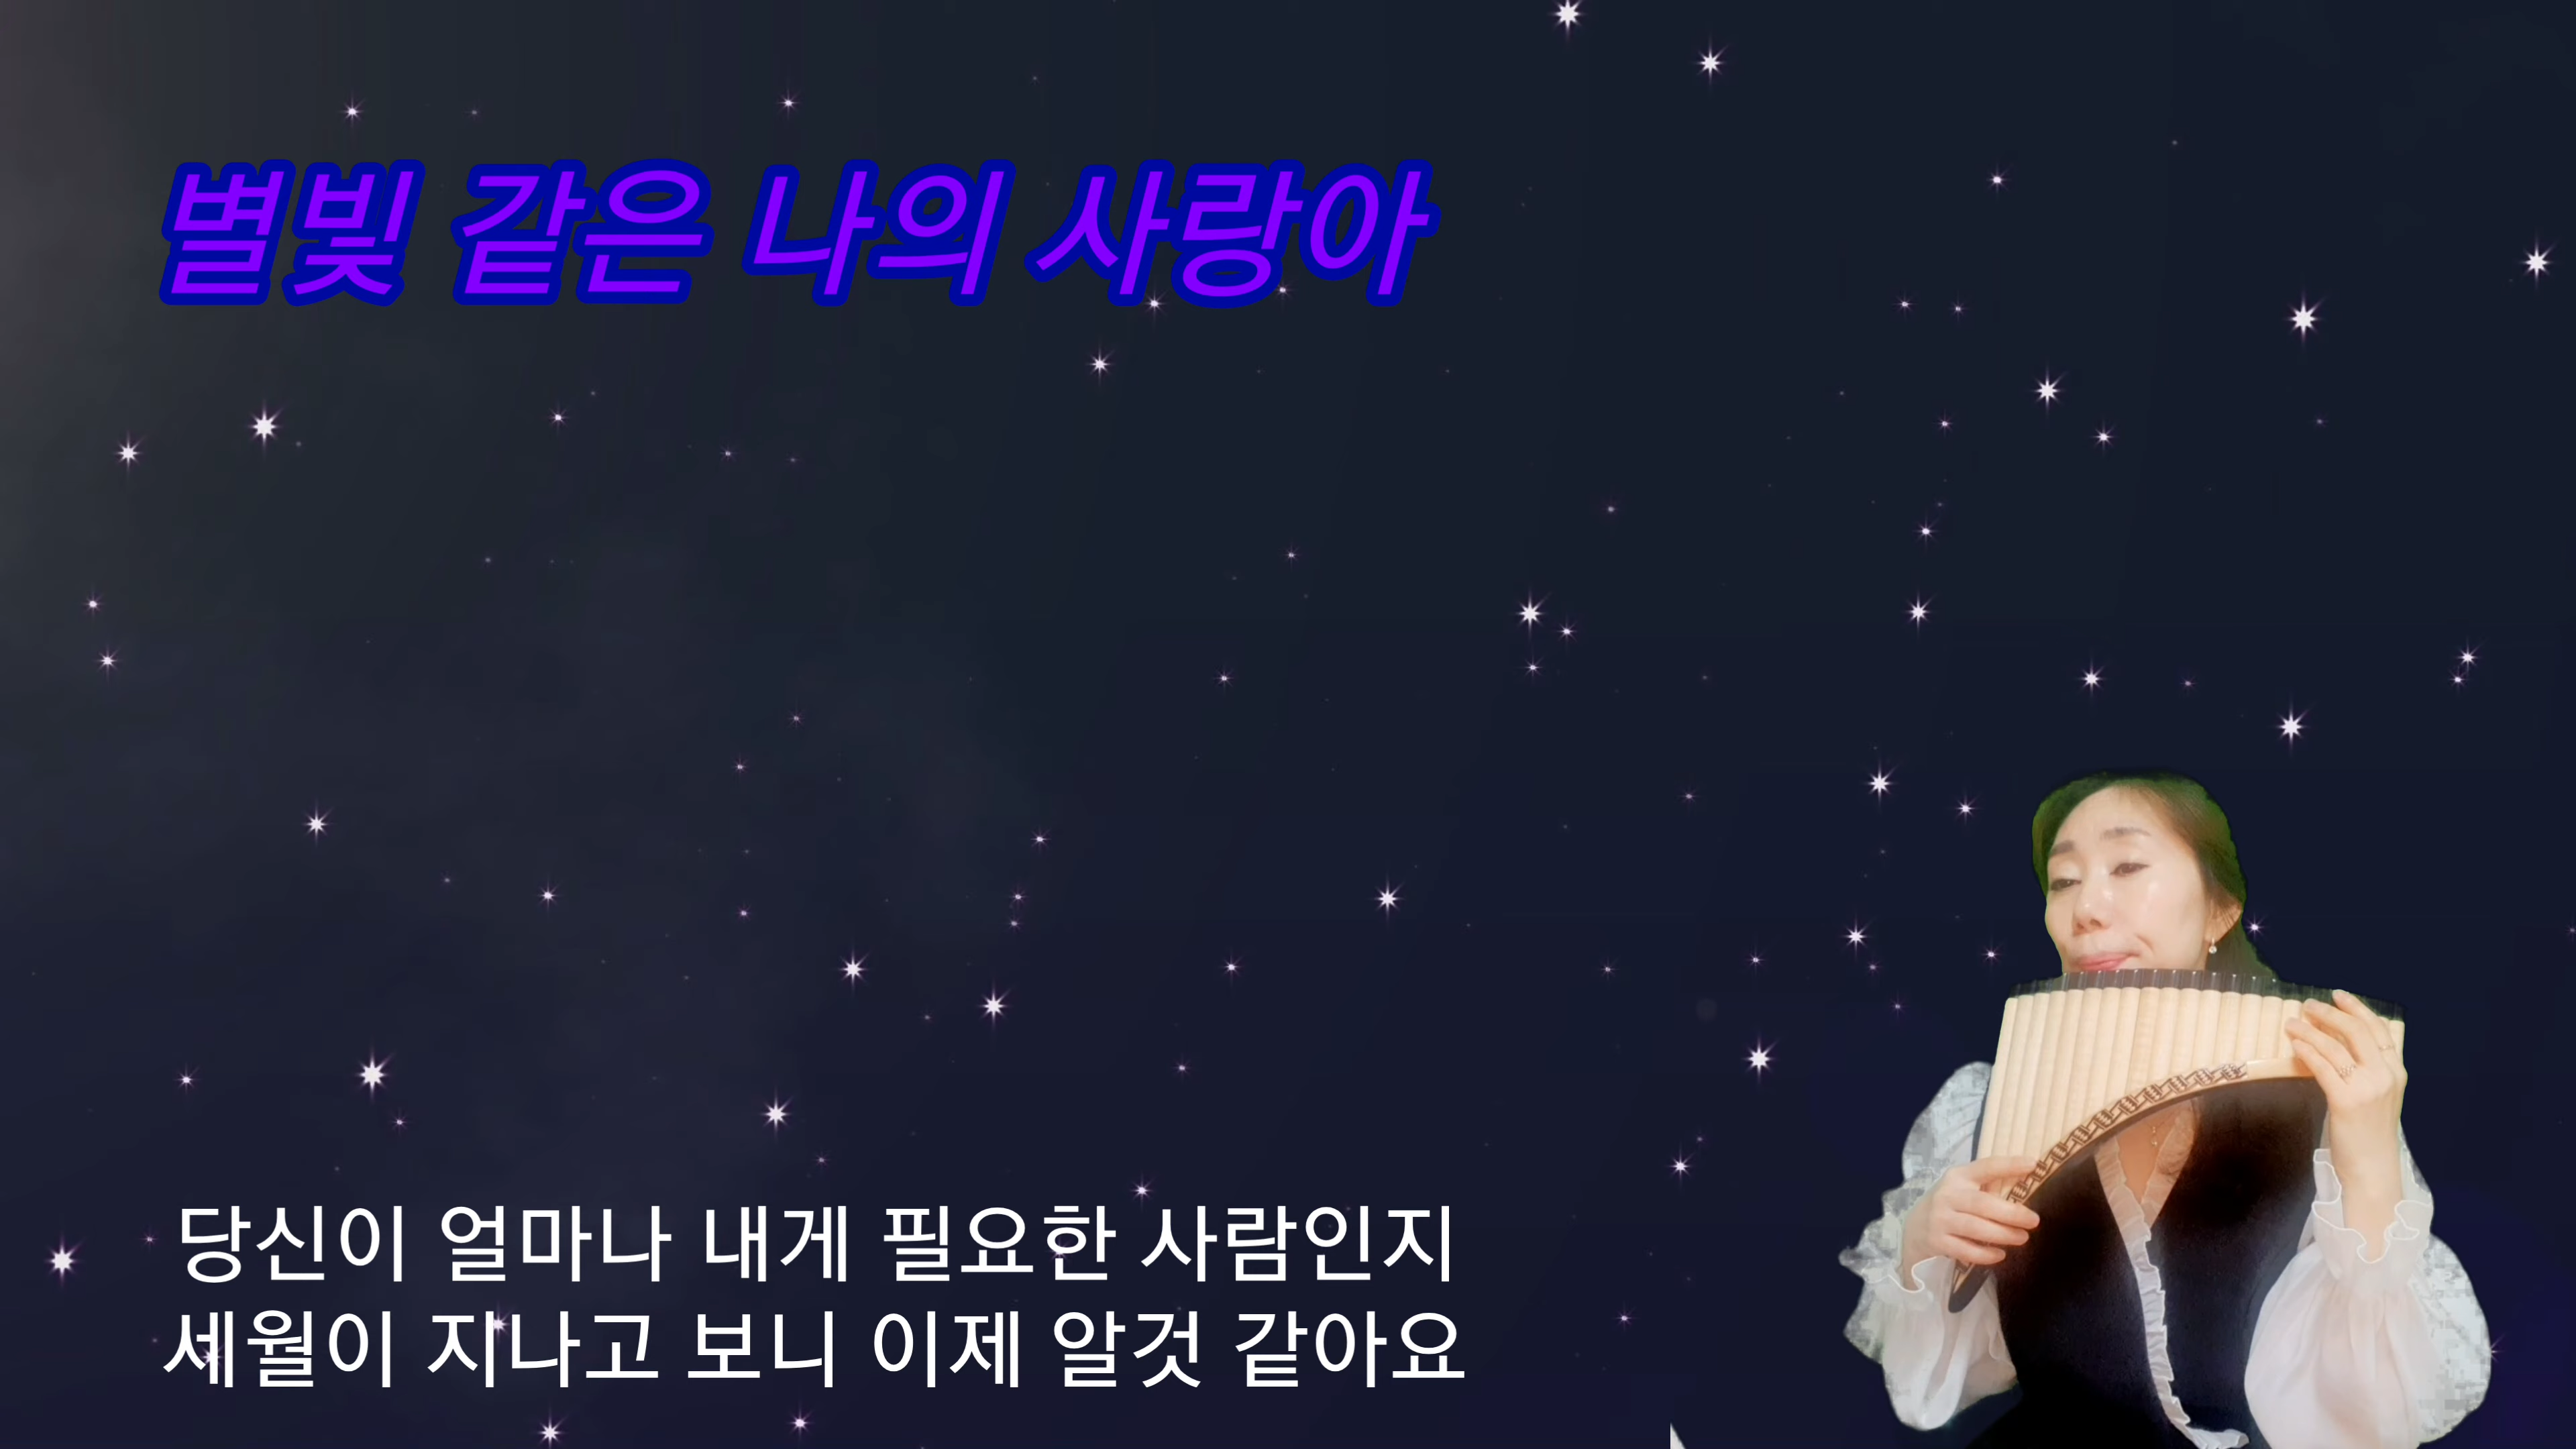 별빛 같은 나의 사랑아
당신이 얼마나 내게 필요한 사람인지
세월이 지나고 보니 이제 알것 같아요